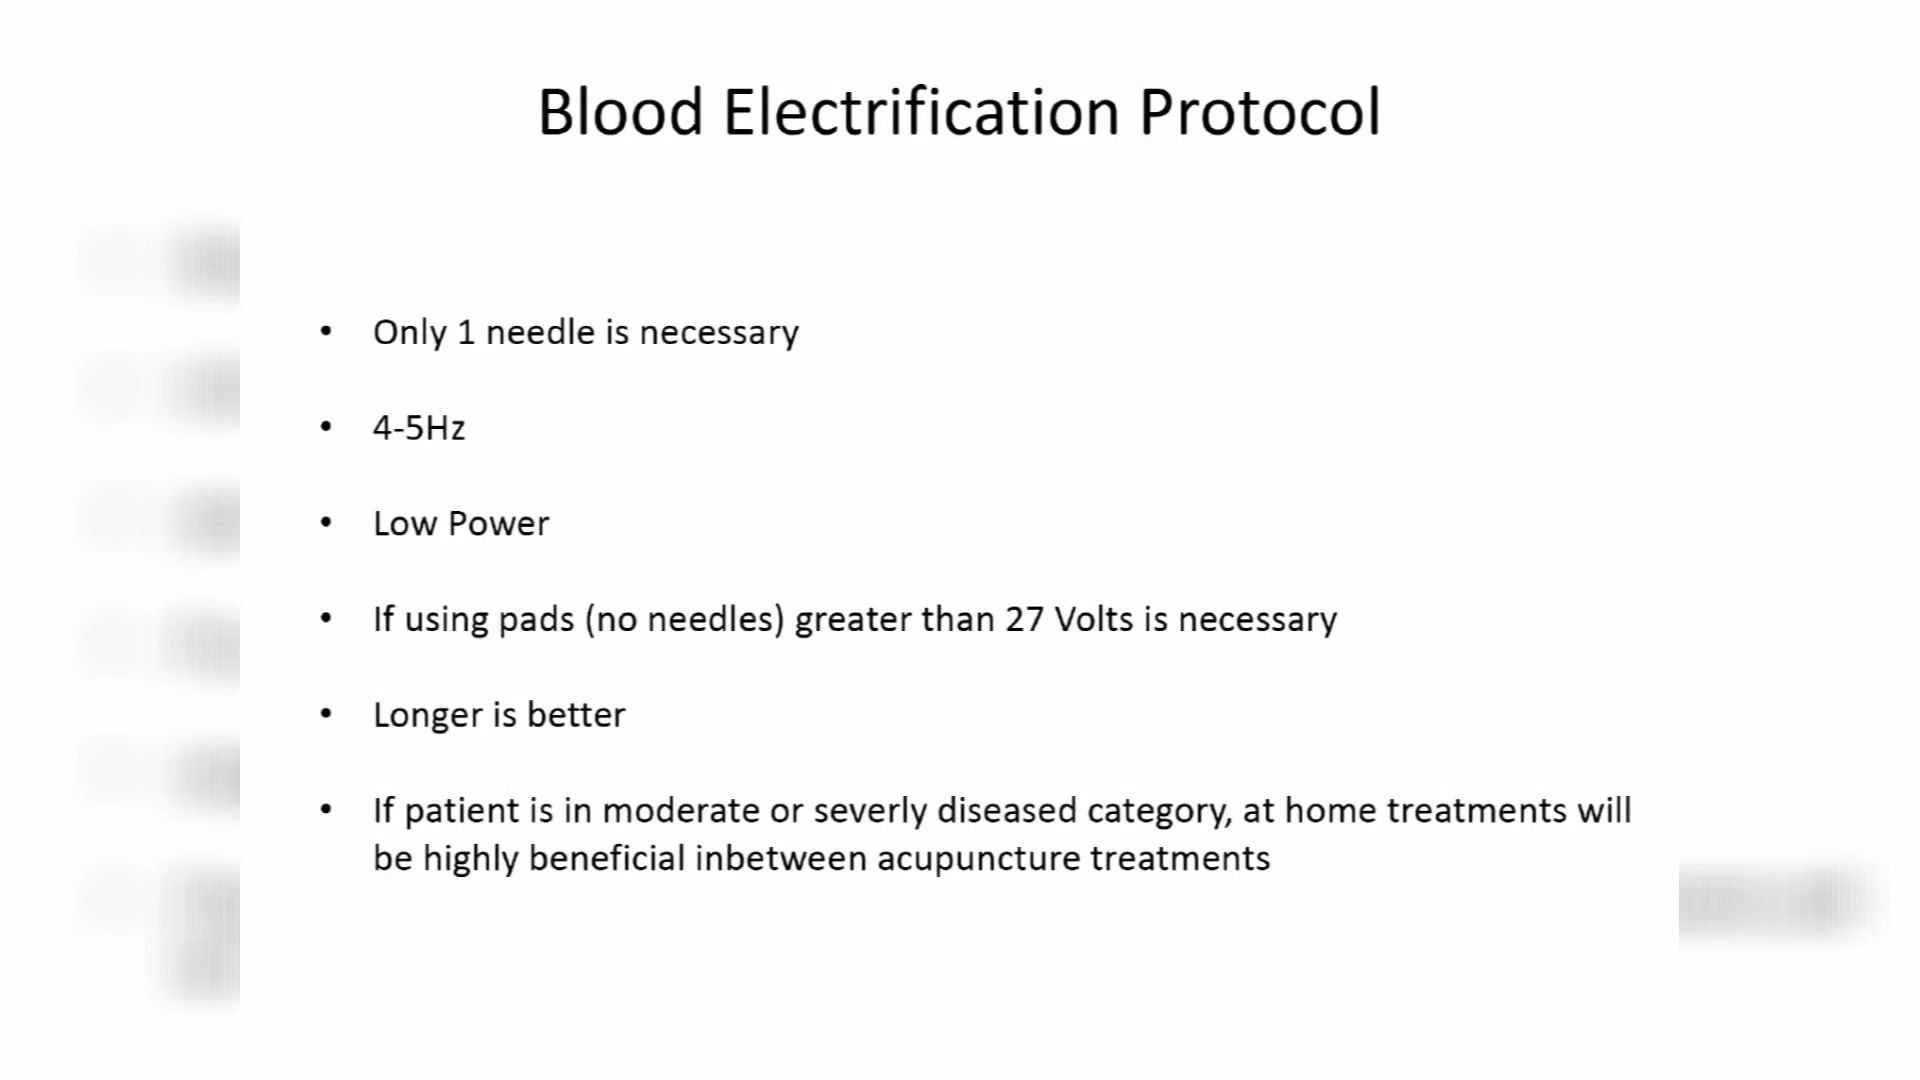 Blood Electrification Protocol
• Only 1 needle is necessary
• 4-5Hz
• Low Power
• If using pads (no needles) greater than 27 Volts is necessary
• Longer is better
• If patient is in moderate or severly diseased category, at home treatments will
be highly beneficial inbetween acupuncture treatments